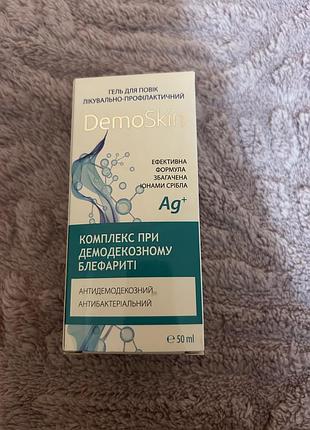 ГЕЛЬ ДЛЯ ПОВІК
ЛІКУВАЛЬНО-ПРОФІЛАКТИЧНИЙ
DemoSkin
ЕФЕКТИВНА
ФОРМУЛА
ЗБАГАЧЕНА
ІОНАМИ СРІБЛА
Ag+
КОМПЛЕКС ПРИ
ДЕМОДЕКОЗНОМУ
БЛЕФАРИТІ
АНТИДЕМОДЕКОЗНИЙ
АНТИБАКТЕРІАЛЬНИЙ
℮ 50 ml